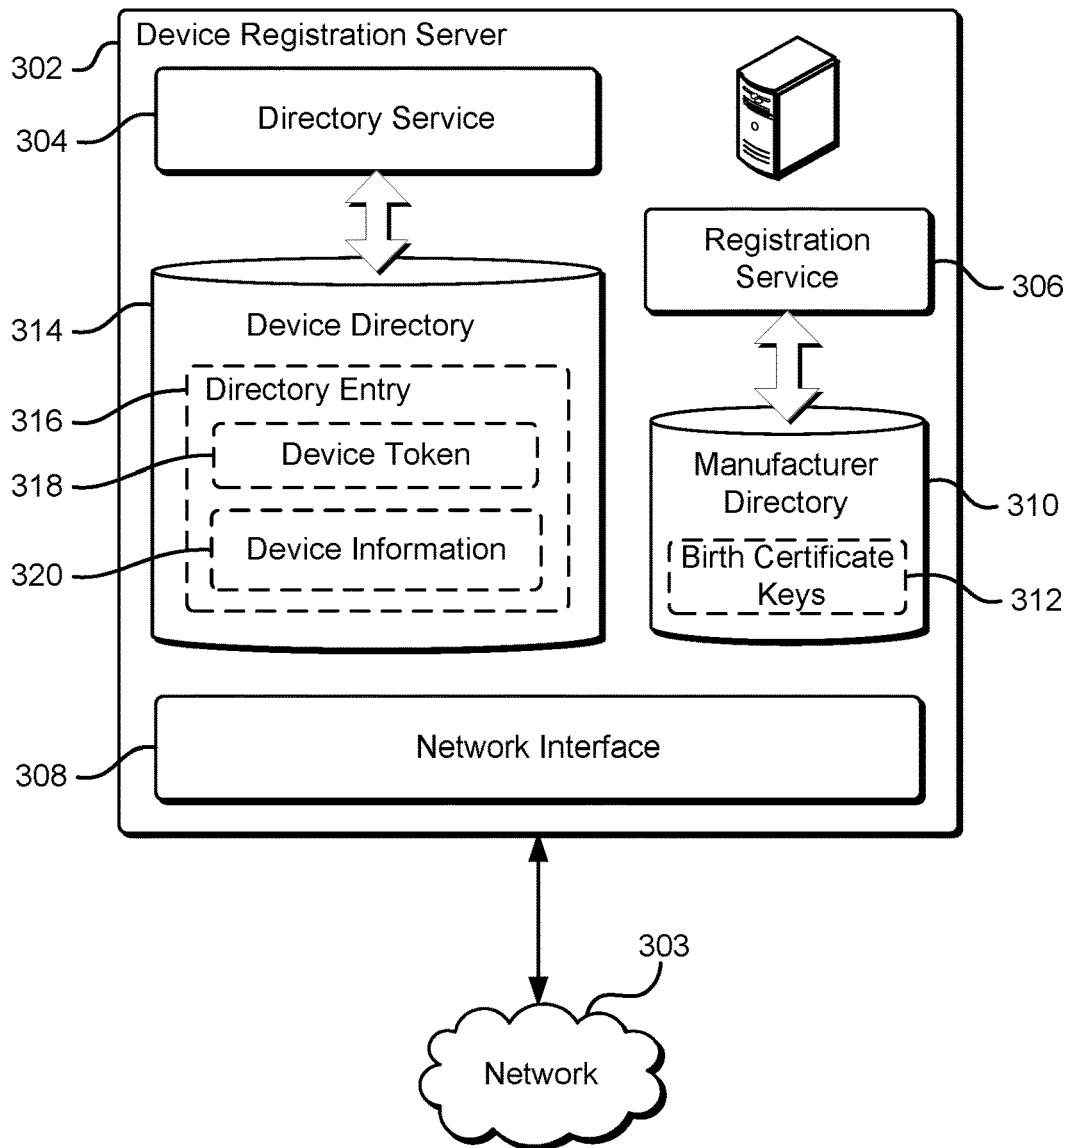 Device Registration Server
302
Directory Service
304
Registration
Service
306
314
Device Directory
316
Directory Entry
318
Device Token
320
Device Information
Manufacturer
Directory
310
Birth Certificate
Keys
312
308
Network Interface
303
Network